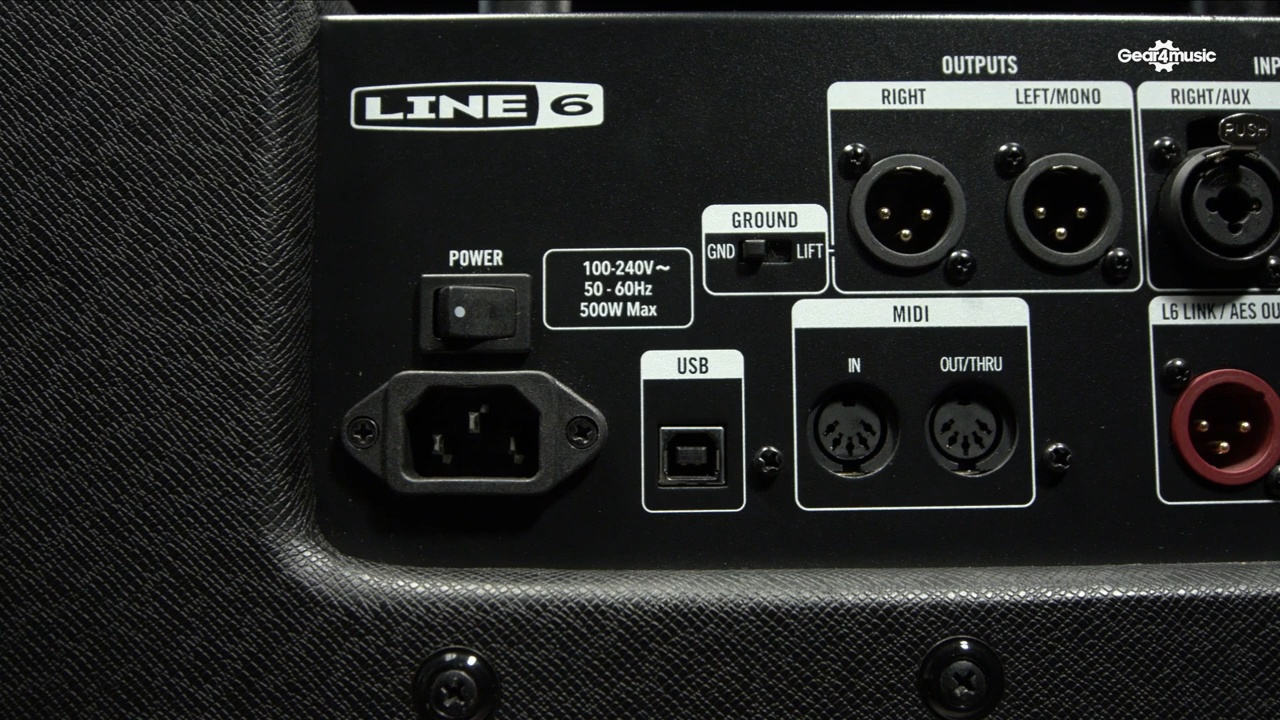 Gear4music
OUTPUTS
INP
LINE 6
RIGHT
LEFT/MONO
RIGHT/AUX
PUSH
GROUND
GND
LIFT
POWER
100-240V~
50 - 60Hz
500W Max
MIDI
L6 LINK / AES OU
USB
IN
OUT/THRU